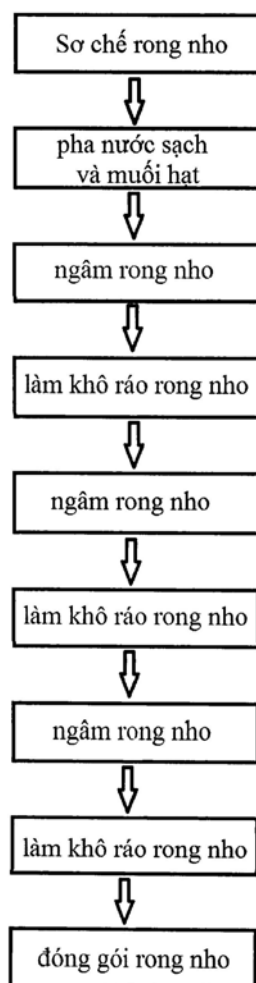 Sơ chế rong nho
pha nước sạch
và muối hạt
ngâm rong nho
làm khô ráo rong nho
ngâm rong nho
làm khô ráo rong nho
ngâm rong nho
làm khô ráo rong nho
đóng gói rong nho